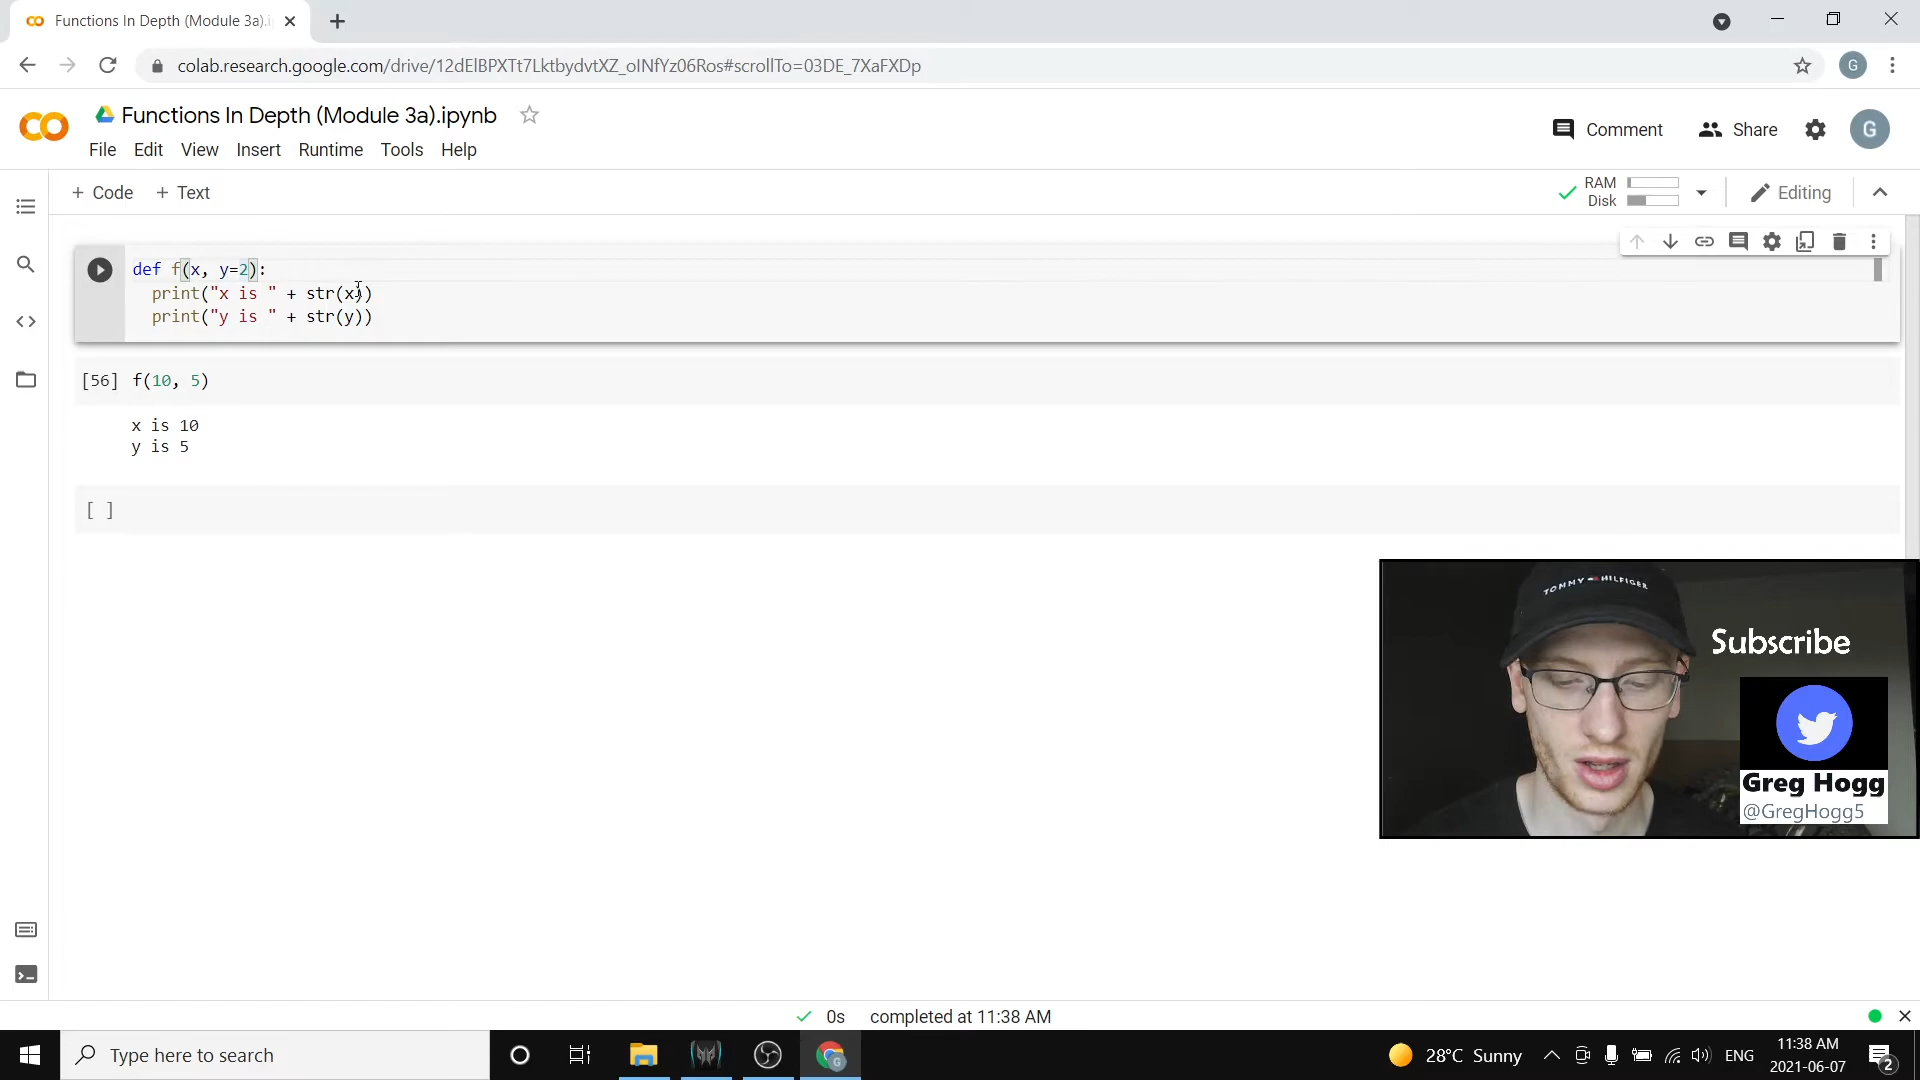 Functions In Depth (Module 3a).i
colab.research.google.com/drive/12dElBPXTt7LktbydvtXZ_oINfYz06Ros#scrollTo=03DE_7XaFXDp
G
Functions In Depth (Module 3a).ipynb
Comment
Share
G
File Edit View Insert Runtime Tools Help
+ Code + Text
RAM
Disk
Editing
def f(x, y=2):
print("x is " + str(x))
print("y is " + str(y))
[56] f(10, 5)
x is 10
y is 5
[ ]
TOMMY HILFIGER
Subscribe
Greg Hogg
@GregHogg5
0s completed at 11:38 AM
Type here to search
28°C Sunny
ENG
11:38 AM
2021-06-07
2